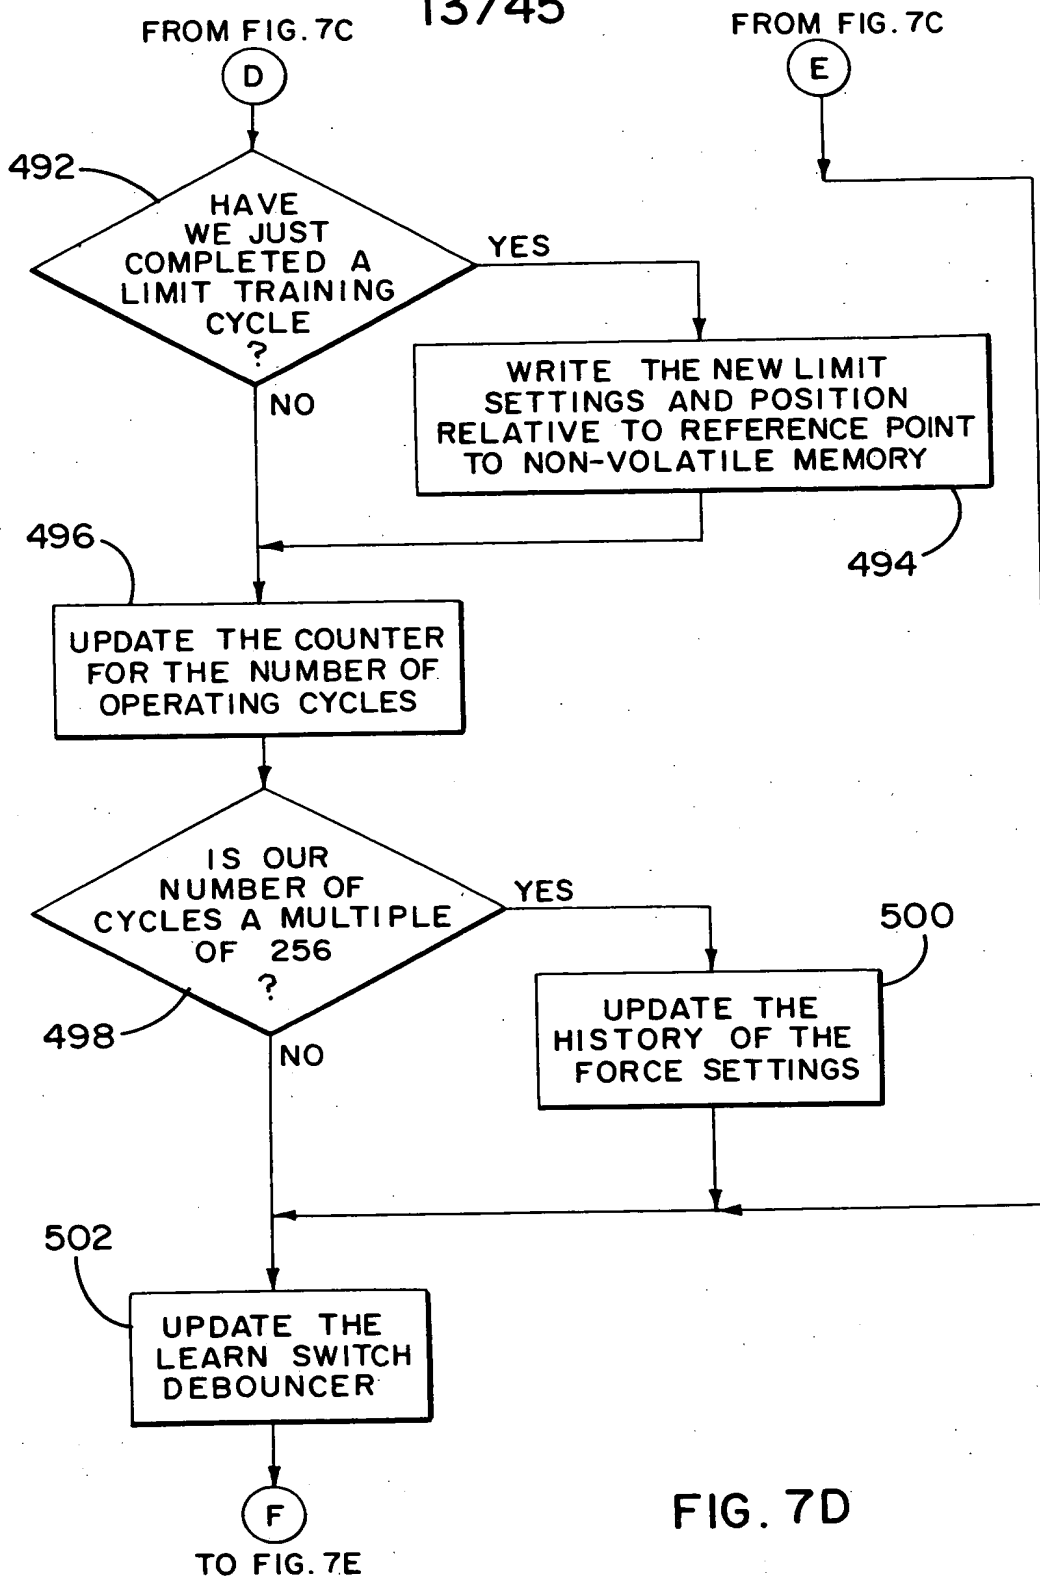 13/45
FROM FIG. 7C
D
FROM FIG. 7C
E
492
HAVE
WE JUST
COMPLETED A
LIMIT TRAINING
CYCLE
?
YES
NO
WRITE THE NEW LIMIT
SETTINGS AND POSITION
RELATIVE TO REFERENCE POINT
TO NON-VOLATILE MEMORY
494
496
UPDATE THE COUNTER
FOR THE NUMBER OF
OPERATING CYCLES
IS OUR
NUMBER OF
CYCLES A MULTIPLE
OF 256
?
YES
498
NO
500
UPDATE THE
HISTORY OF THE
FORCE SETTINGS
502
UPDATE THE
LEARN SWITCH
DEBOUNCER
F
TO FIG. 7E
FIG. 7D